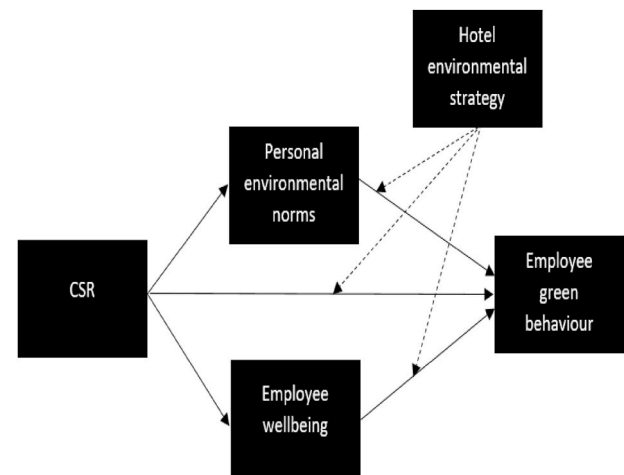 Hotel
environmental
strategy
Personal
environmental
norms
CSR
Employee
green
behaviour
Employee
wellbeing